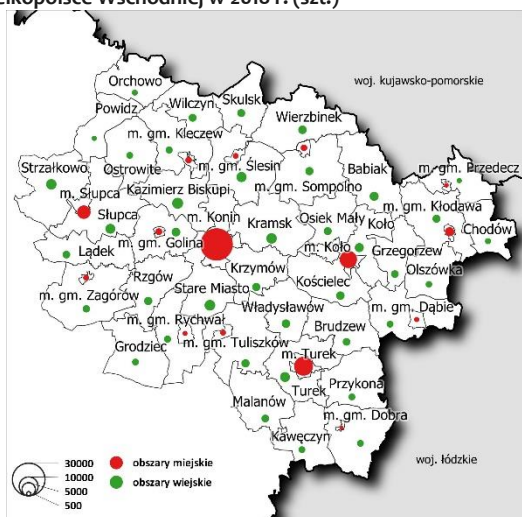 elkopolsce Wschodniej w 2016 r. (szt.)
Orchowo
woj. kujawsko-pomorskie
Powidz
Wilczyn
Skulsk
Wierzbinek
m. gm. Kleczew
Strzałkowo
Ostrowite
m. gm. Ślesin
Babiak
m. gm. Przedecz
m. Słupca
Kazimierz Biskupi
m. gm. Sompolno
m. gm. Kłodawa
Słupca
m. Konin
Kramsk
Osiek Mały
Koło
Chodów
Lądek
m. gm. Golina
m. Koło
Grzegorzew
Rzgów
Krzymów
Kościelec
Olszówka
m. gm. Zagórów
Stare Miasto
Władysławów
m. gm. Dąbie
m. gm. Rychwał
Brudzew
Grodziec
m. gm. Tuliszków
m. Turek
Turek
Przykona
Malanów
m. gm. Dobra
Kawęczyn
woj. łódzkie
30000
10000
5000
500
obszary miejskie
obszary wiejskie